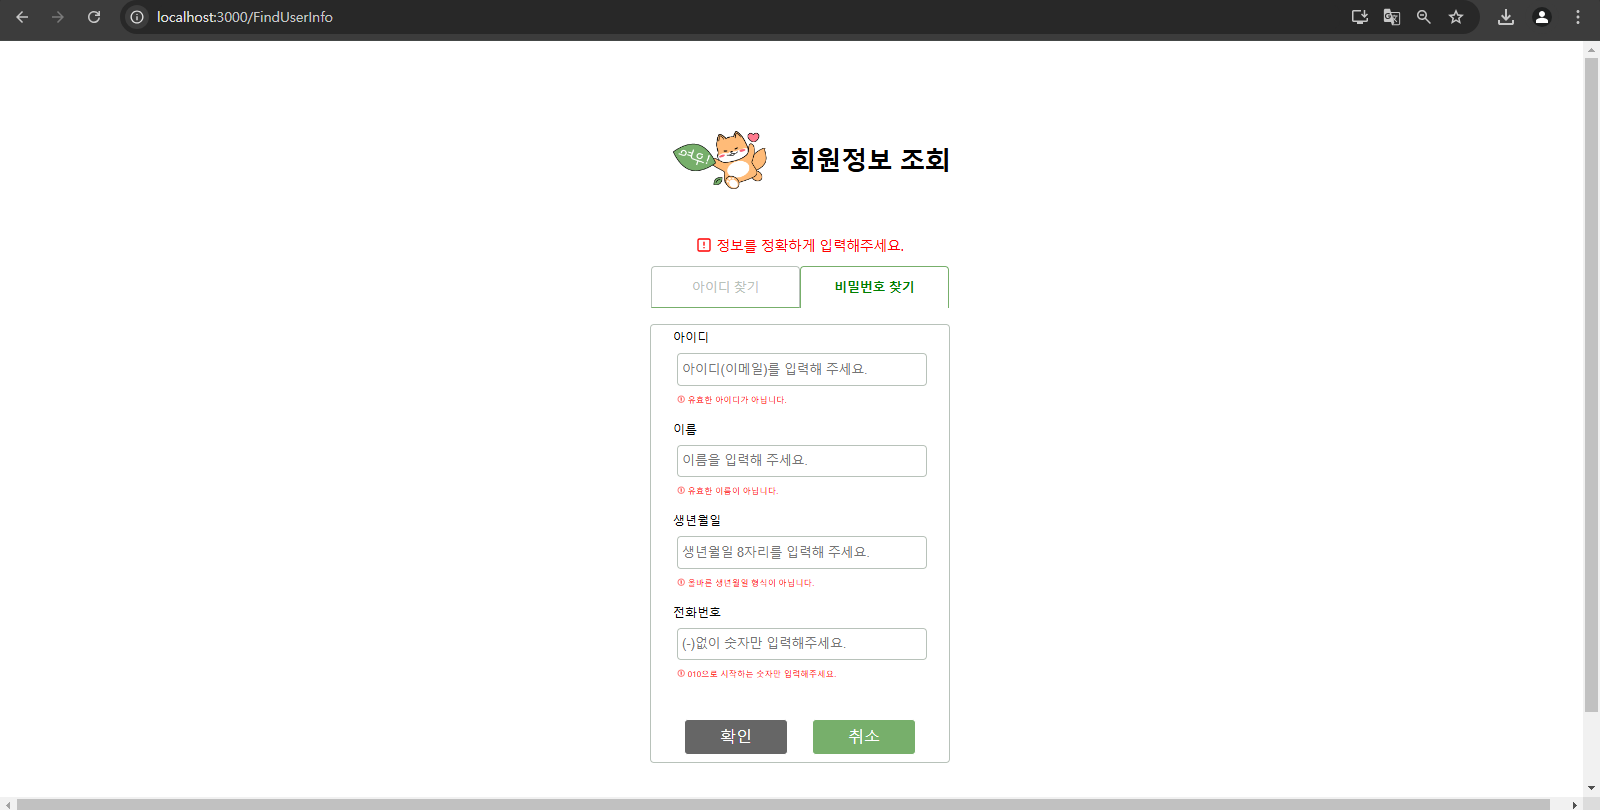 localhost:3000/FindUserInfo
여우!
회원정보 조회
정보를 정확하게 입력해주세요.
아이디 찾기
비밀번호 찾기
아이디
아이디(이메일)를 입력해 주세요.
유효한 아이디가 아닙니다.
이름
이름을 입력해 주세요.
유효한 이름이 아닙니다.
생년월일
생년월일 8자리를 입력해 주세요.
올바른 생년월일 형식이 아닙니다.
전화번호
(-)없이 숫자만 입력해주세요.
010으로 시작하는 숫자만 입력해주세요.
확인
취소